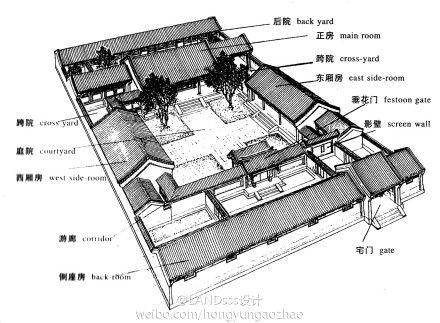 后院 back yard
正房 main room
跨院 cross-yard
东厢房 east side-room
垂花门 festoon gate
影壁 screen wall
跨院 cross-yard
庭院 courtyard
西厢房 west side-room
游廊 corridor
倒座房 back-room
宅门 gate
@LANDsss设计
weibo.com/hongyungaozhao